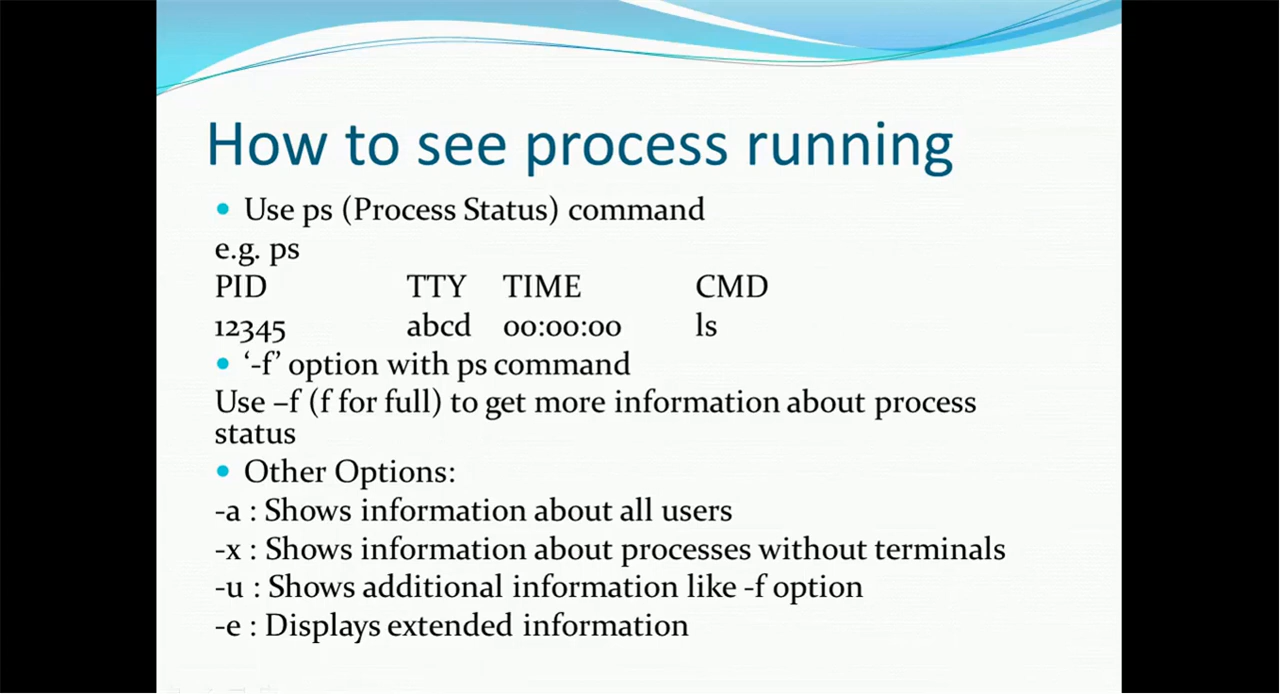 How to see process running
• Use ps (Process Status) command
e.g. ps
PID TTY TIME CMD
12345 abcd 00:00:00 ls
• ‘-f’ option with ps command
Use –f (f for full) to get more information about process
status
• Other Options:
-a : Shows information about all users
-x : Shows information about processes without terminals
-u : Shows additional information like -f option
-e : Displays extended information